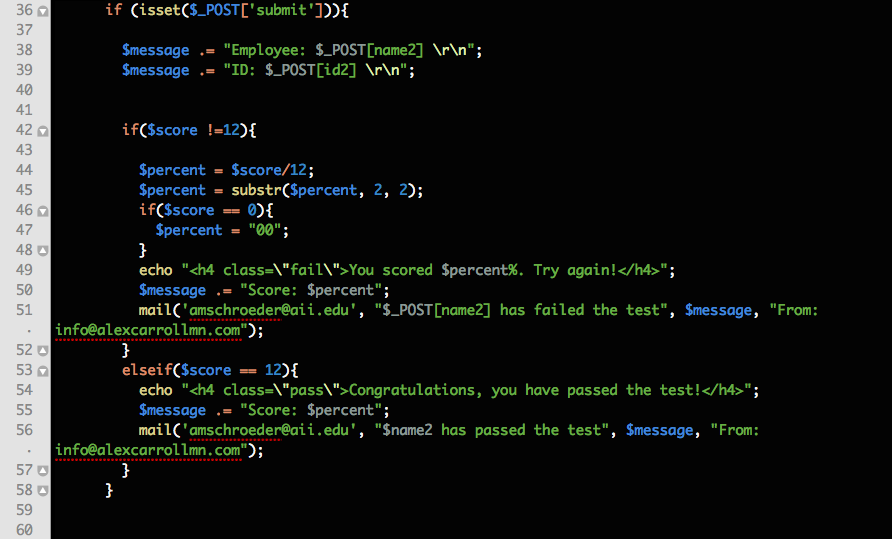 36 if (isset($_POST['submit'])){
37
38 $message .= "Employee: $_POST[name2] \r\n";
39 $message .= "ID: $_POST[id2] \r\n";
40
41
42 if($score !=12){
43
44 $percent = $score/12;
45 $percent = substr($percent, 2, 2);
46 if($score == 0){
47 $percent = "00";
48 }
49 echo "<h4 class=\"fail\">You scored $percent%. Try again!</h4>";
50 $message .= "Score: $percent";
51 mail('amschroeder@aii.edu', "$_POST[name2] has failed the test", $message, "From:
· info@alexcarrollmn.com");
52 }
53 elseif($score == 12){
54 echo "<h4 class=\"pass\">Congratulations, you have passed the test!</h4>";
55 $message .= "Score: $percent";
56 mail('amschroeder@aii.edu', "$name2 has passed the test", $message, "From:
· info@alexcarrollmn.com");
57 }
58 }
59
60